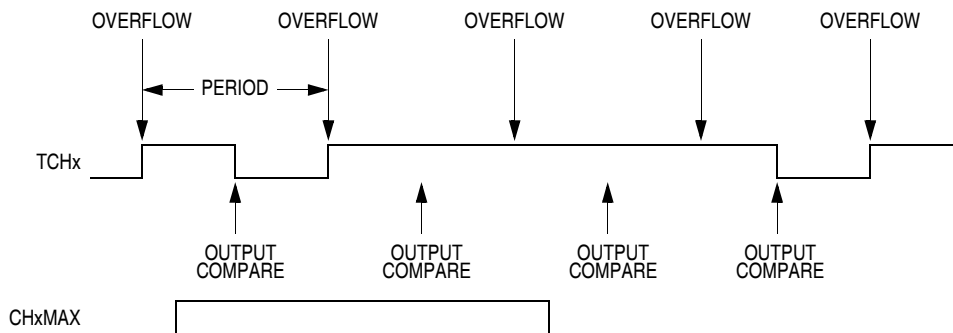 OVERFLOW OVERFLOW OVERFLOW OVERFLOW OVERFLOW
PERIOD
TCHx
OUTPUT OUTPUT OUTPUT OUTPUT
COMPARE COMPARE COMPARE COMPARE
CHxMAX